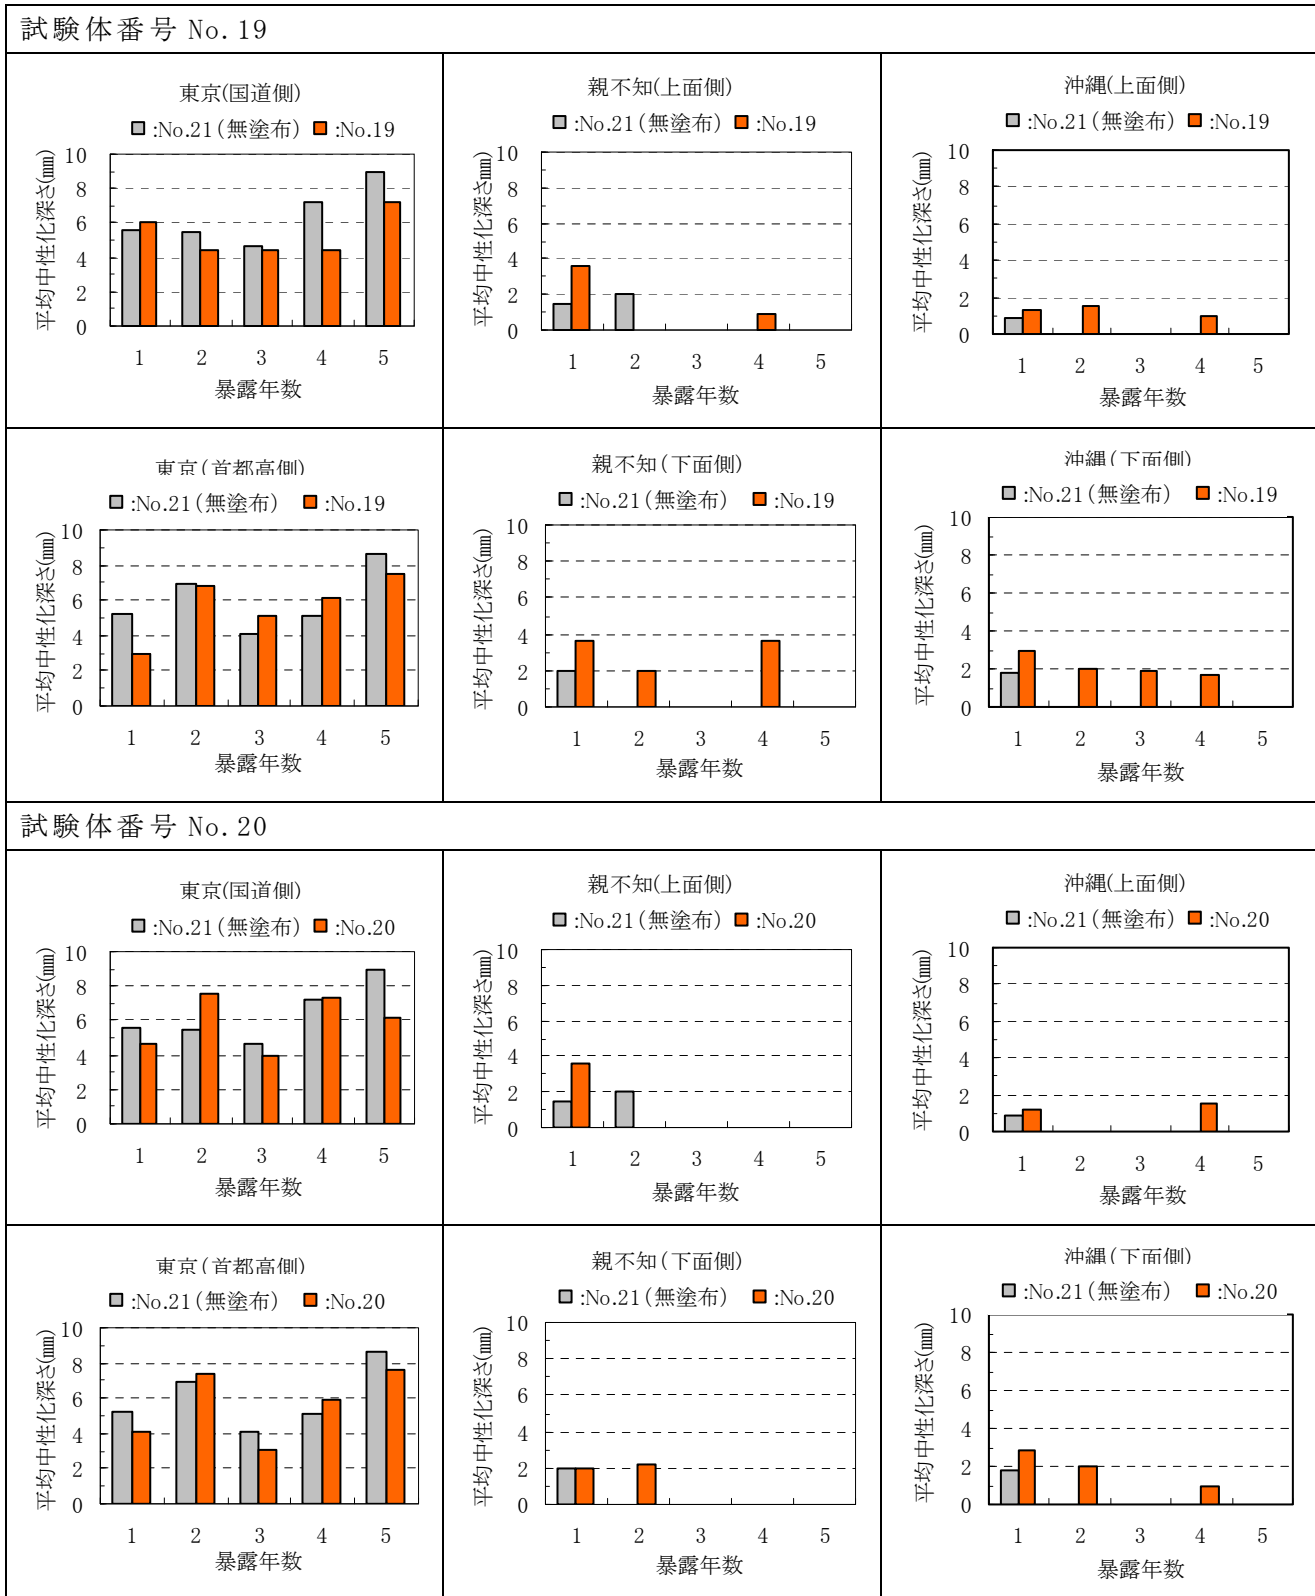 試験体番号 No.19
東京(国道側)
:No.21(無塗布) :No.19
平均中性化深さ(㎜)
10
8
6
4
2
0
1 2 3 4 5
暴露年数
親不知(上面側)
:No.21(無塗布) :No.19
平均中性化深さ(㎜)
10
8
6
4
2
0
1 2 3 4 5
暴露年数
沖縄(上面側)
:No.21(無塗布) :No.19
平均中性化深さ(㎜)
10
8
6
4
2
0
1 2 3 4 5
暴露年数
東京(首都高側)
:No.21(無塗布) :No.19
平均中性化深さ(㎜)
10
8
6
4
2
0
1 2 3 4 5
暴露年数
親不知(下面側)
:No.21(無塗布) :No.19
平均中性化深さ(㎜)
10
8
6
4
2
0
1 2 3 4 5
暴露年数
沖縄(下面側)
:No.21(無塗布) :No.19
平均中性化深さ(㎜)
10
8
6
4
2
0
1 2 3 4 5
暴露年数
試験体番号 No.20
東京(国道側)
:No.21(無塗布) :No.20
平均中性化深さ(㎜)
10
8
6
4
2
0
1 2 3 4 5
暴露年数
親不知(上面側)
:No.21(無塗布) :No.20
平均中性化深さ(㎜)
10
8
6
4
2
0
1 2 3 4 5
暴露年数
沖縄(上面側)
:No.21(無塗布) :No.20
平均中性化深さ(㎜)
10
8
6
4
2
0
1 2 3 4 5
暴露年数
東京(首都高側)
:No.21(無塗布) :No.20
平均中性化深さ(㎜)
10
8
6
4
2
0
1 2 3 4 5
暴露年数
親不知(下面側)
:No.21(無塗布) :No.20
平均中性化深さ(㎜)
10
8
6
4
2
0
1 2 3 4 5
暴露年数
沖縄(下面側)
:No.21(無塗布) :No.20
平均中性化深さ(㎜)
10
8
6
4
2
0
1 2 3 4 5
暴露年数